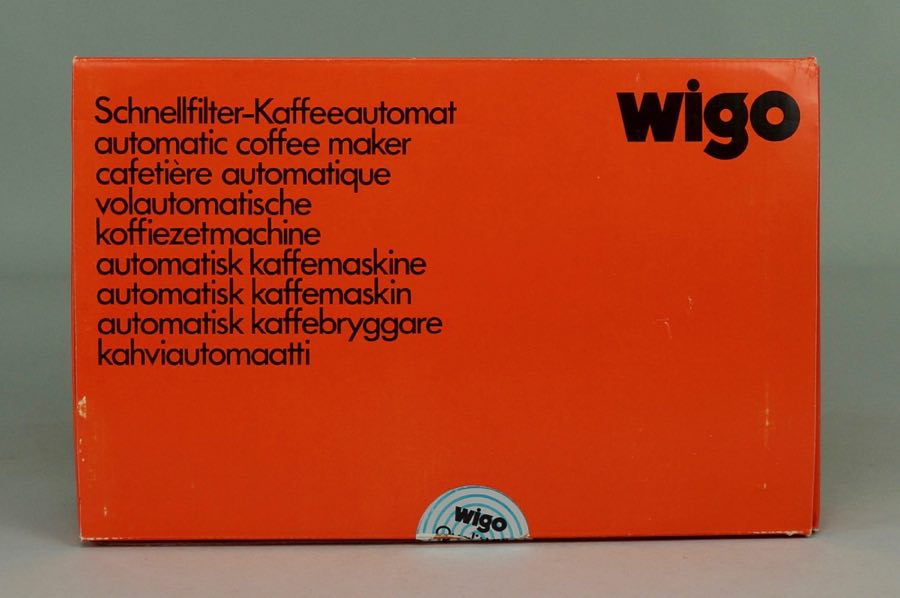 wigo
Schnellfilter-Kaffeeautomat
automatic coffee maker
cafetière automatique
volautomatische
koffiezetmachine
automatisk kaffemaskine
automatisk kaffemaskin
automatisk kaffebryggare
kahviautomaatti
wigo